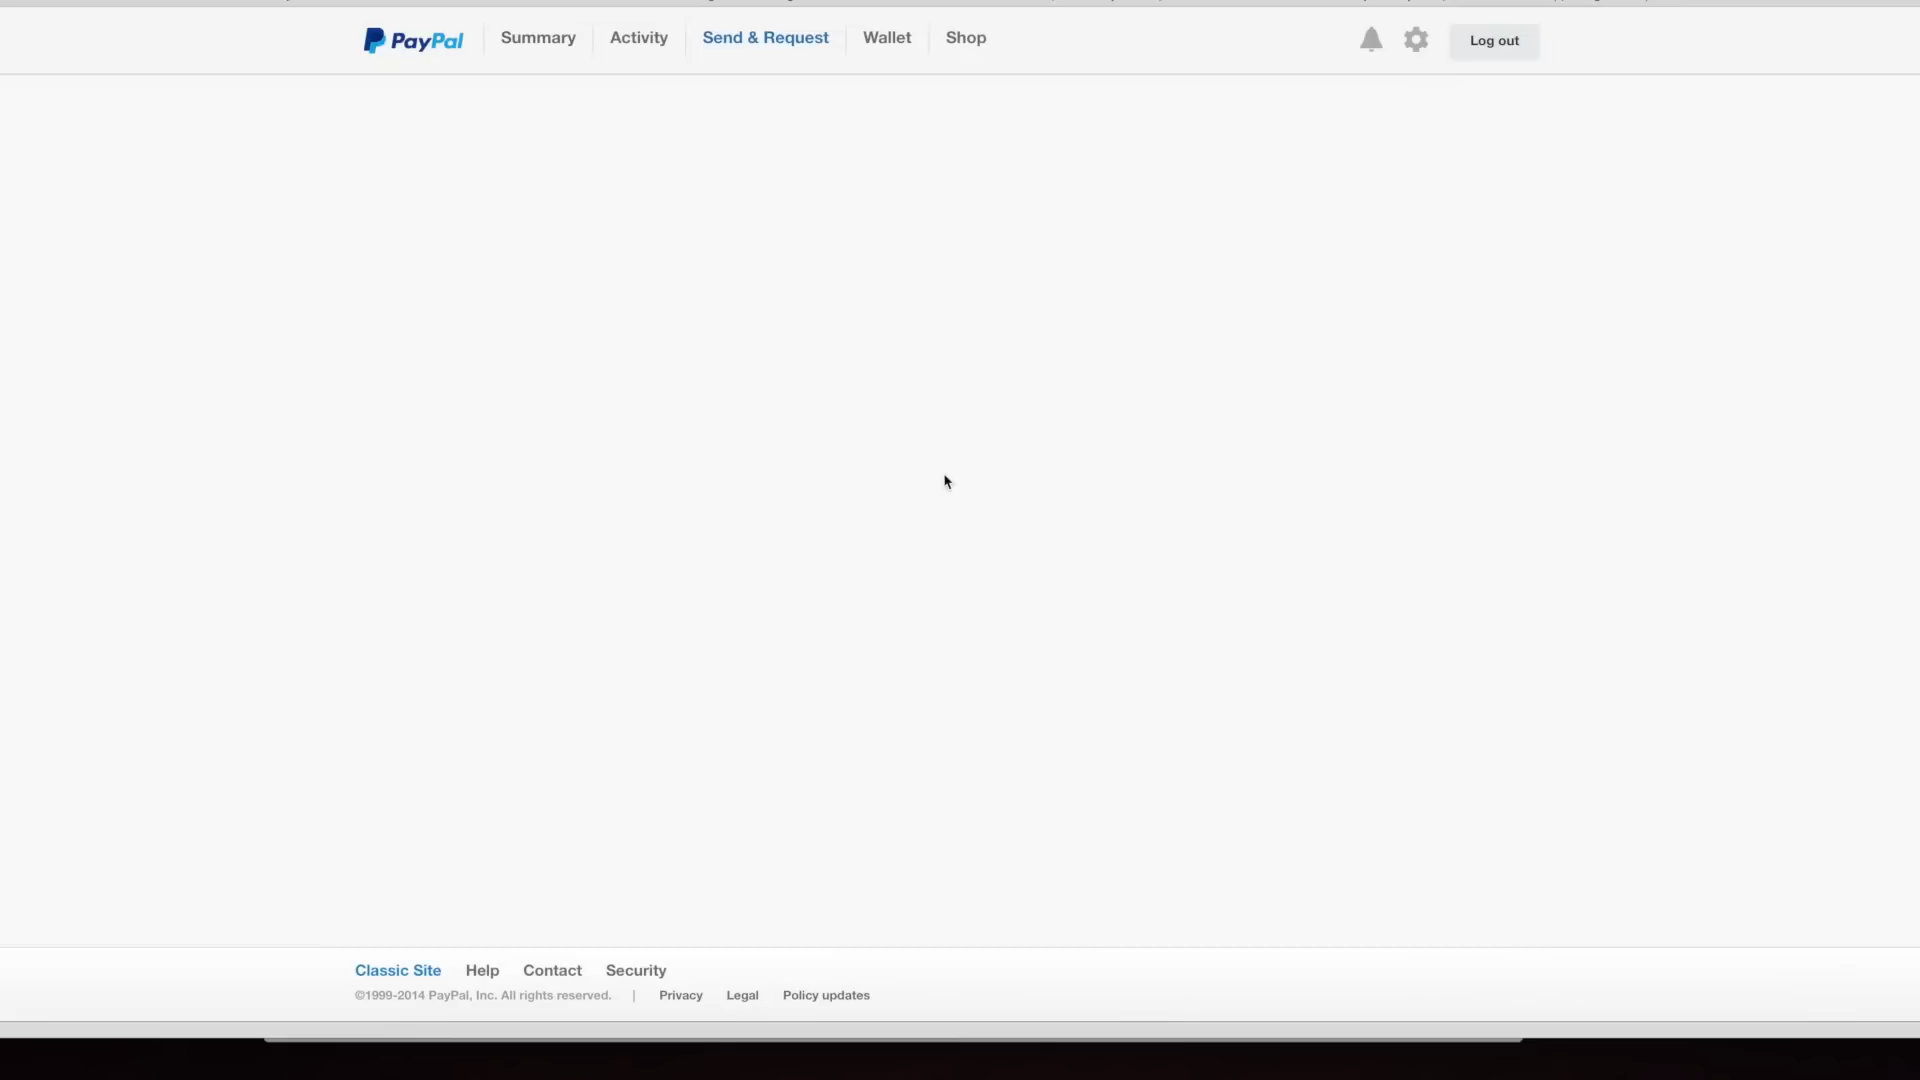 PayPal Summary Activity Send & Request Wallet Shop Log out
Classic Site Help Contact Security
©1999-2014 PayPal, Inc. All rights reserved. | Privacy Legal Policy updates